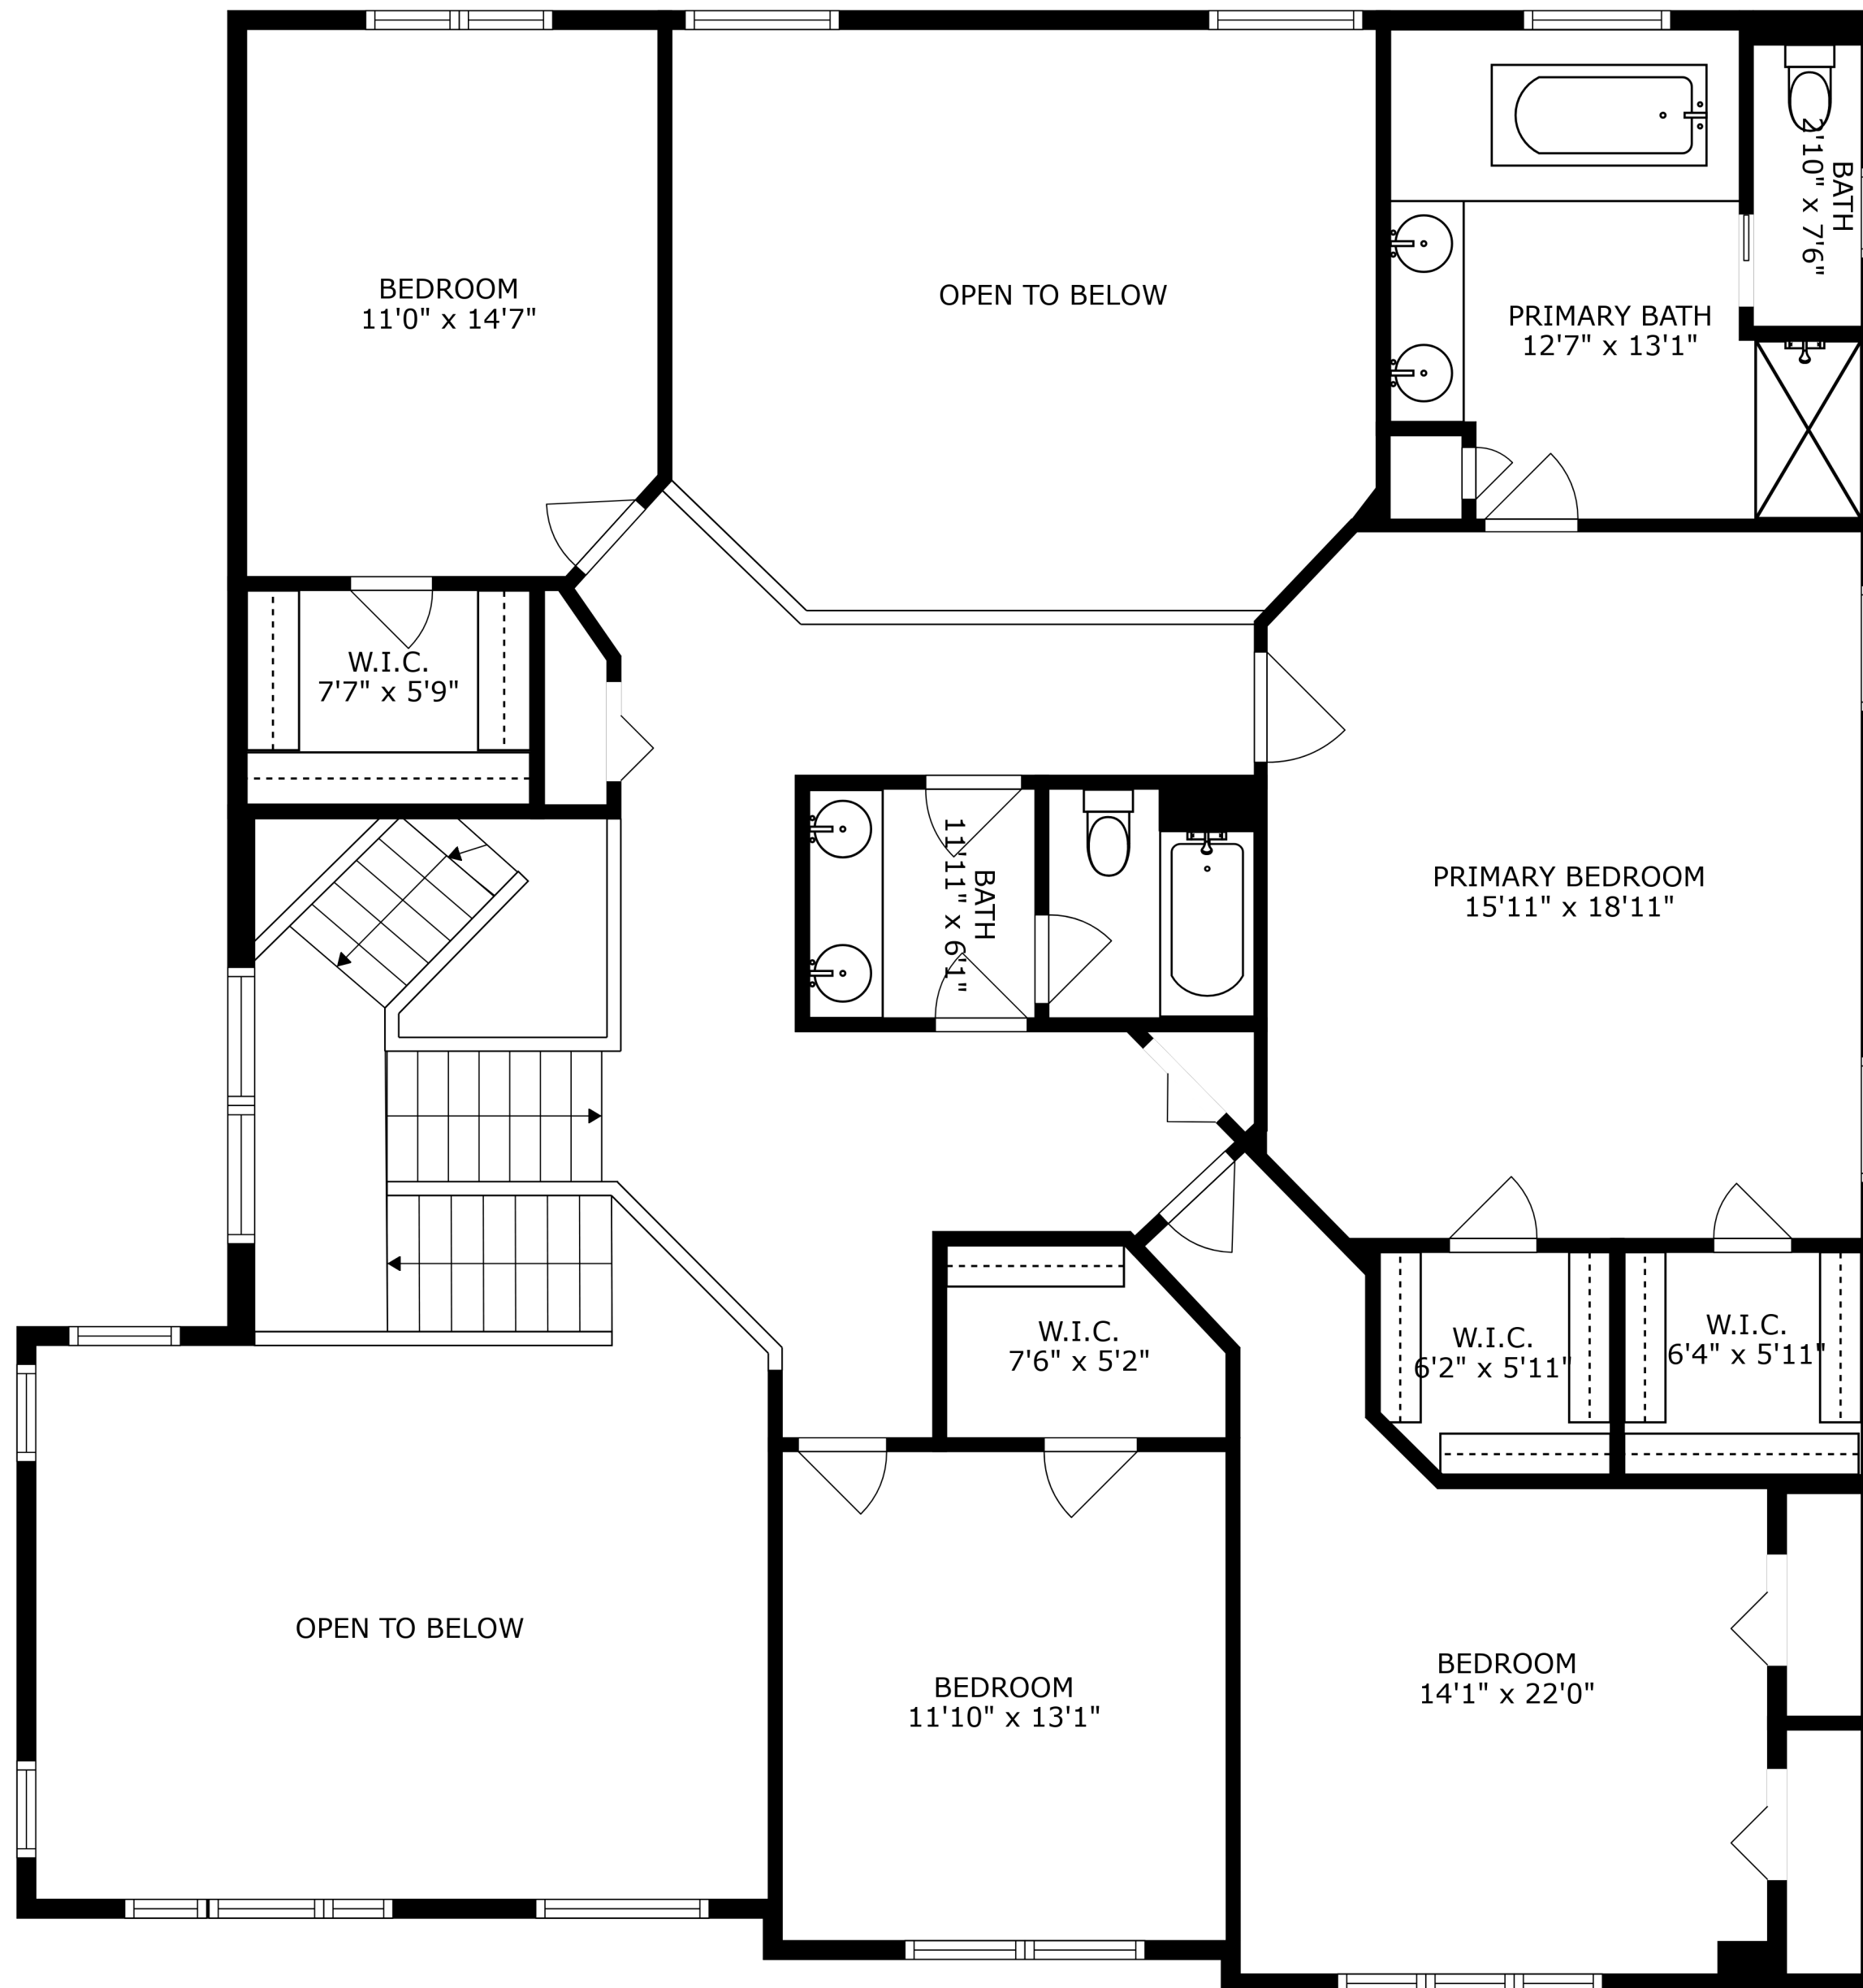 BEDROOM
11'0" x 14'7"
OPEN TO BELOW
BATH
2'10" x 7'6"
PRIMARY BATH
12'7" x 13'1"
W.I.C.
7'7" x 5'9"
BATH
11'11" x 6'1"
PRIMARY BEDROOM
15'11" x 18'11"
W.I.C.
7'6" x 5'2"
W.I.C.
6'2" x 5'11"
W.I.C.
6'4" x 5'11"
OPEN TO BELOW
BEDROOM
11'10" x 13'1"
BEDROOM
14'1" x 22'0"